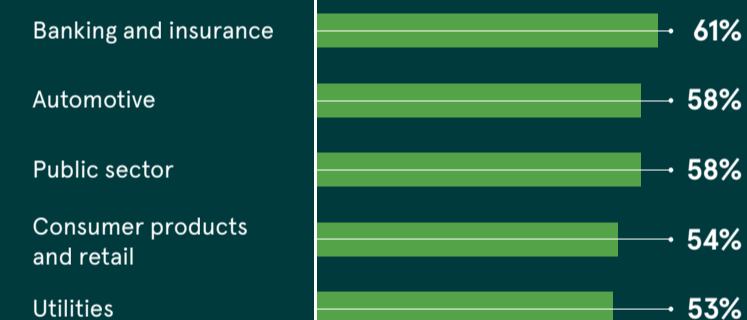 Banking and insurance 61%
Automotive 58%
Public sector 58%
Consumer products
and retail 54%
Utilities 53%